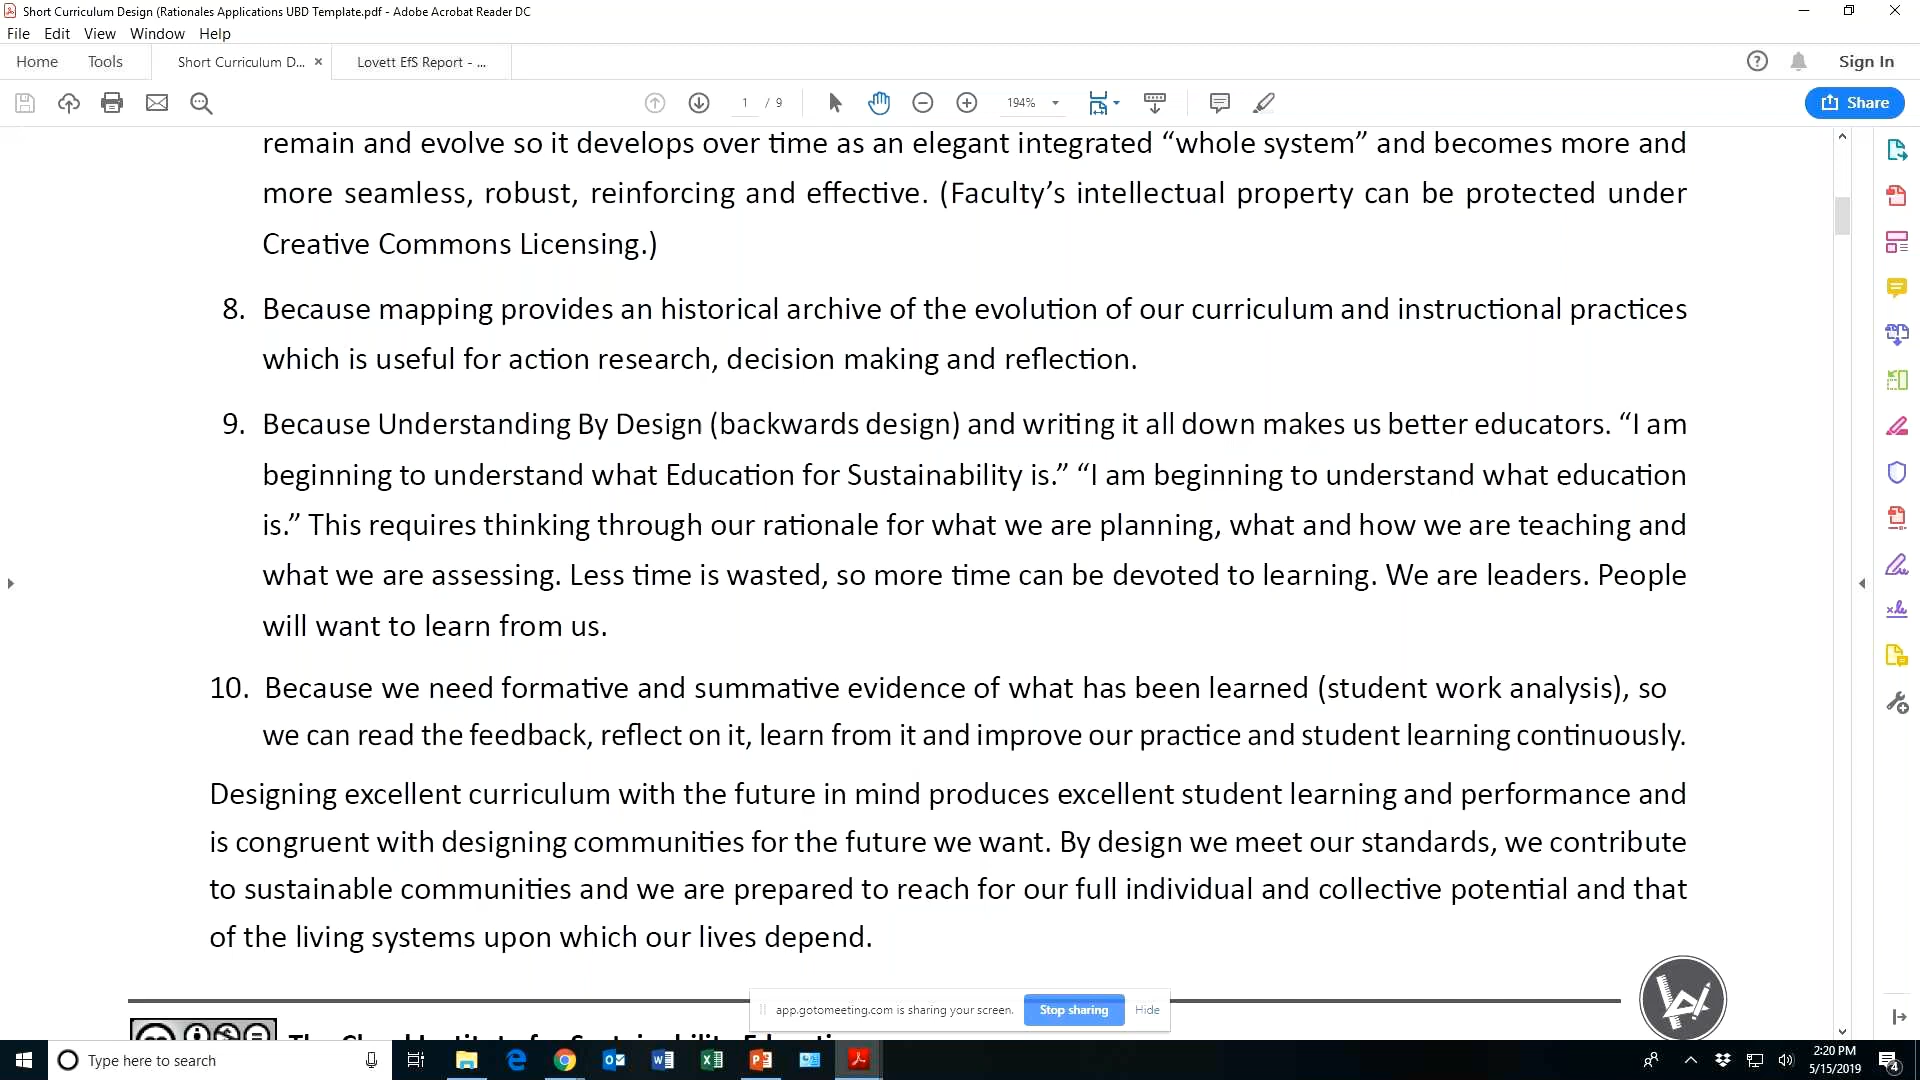 Short Curriculum Design (Rationales Applications UBD Template.pdf - Adobe Acrobat Reader DC
File Edit View Window Help
Home Tools Short Curriculum D... × Lovett EfS Report - ... Sign In
1 / 9 194% Share
remain and evolve so it develops over time as an elegant integrated “whole system” and becomes more and
more seamless, robust, reinforcing and effective. (Faculty’s intellectual property can be protected under
Creative Commons Licensing.)
8. Because mapping provides an historical archive of the evolution of our curriculum and instructional practices
which is useful for action research, decision making and reflection.
9. Because Understanding By Design (backwards design) and writing it all down makes us better educators. “I am
beginning to understand what Education for Sustainability is.” “I am beginning to understand what education
is.” This requires thinking through our rationale for what we are planning, what and how we are teaching and
what we are assessing. Less time is wasted, so more time can be devoted to learning. We are leaders. People
will want to learn from us.
10. Because we need formative and summative evidence of what has been learned (student work analysis), so
we can read the feedback, reflect on it, learn from it and improve our practice and student learning continuously.
Designing excellent curriculum with the future in mind produces excellent student learning and performance and
is congruent with designing communities for the future we want. By design we meet our standards, we contribute
to sustainable communities and we are prepared to reach for our full individual and collective potential and that
of the living systems upon which our lives depend.
app.gotomeeting.com is sharing your screen. Stop sharing Hide
Type here to search
2:20 PM
5/15/2019
4